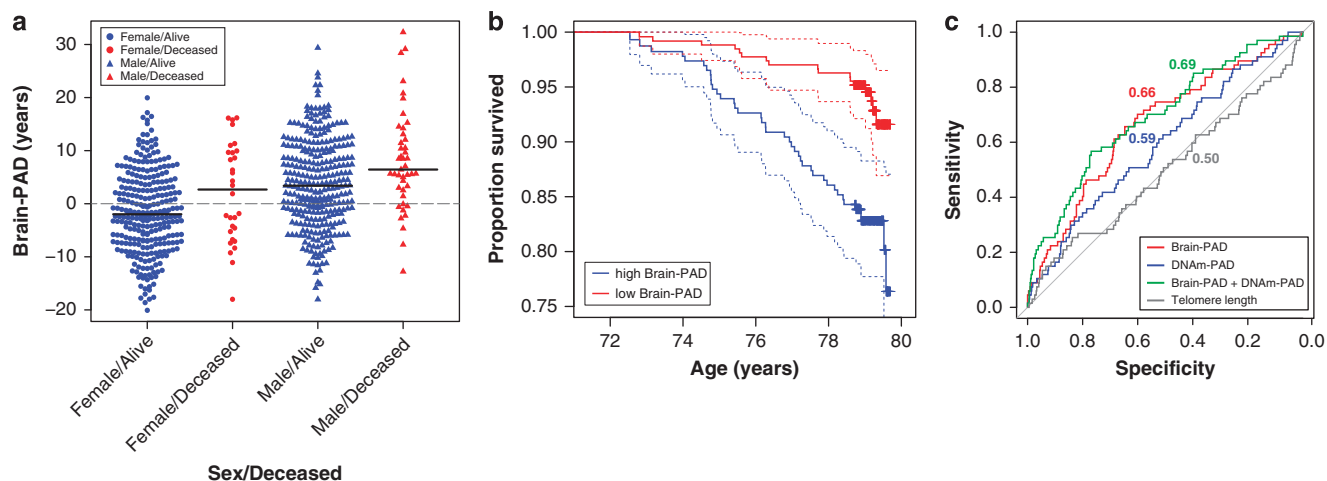 a
Brain-PAD (years)
30
20
10
0
−10
−20
Female/Alive
Female/Deceased
Male/Alive
Male/Deceased
Female/Alive
Female/Deceased
Male/Alive
Male/Deceased
Sex/Deceased
b
Proportion survived
1.00
0.95
0.90
0.85
0.80
0.75
high Brain-PAD
low Brain-PAD
72
74
76
78
80
Age (years)
c
Sensitivity
1.0
0.8
0.6
0.4
0.2
0.0
0.69
0.66
0.59
0.50
Brain-PAD
DNAm-PAD
Brain-PAD + DNAm-PAD
Telomere length
1.0
0.8
0.6
0.4
0.2
0.0
Specificity